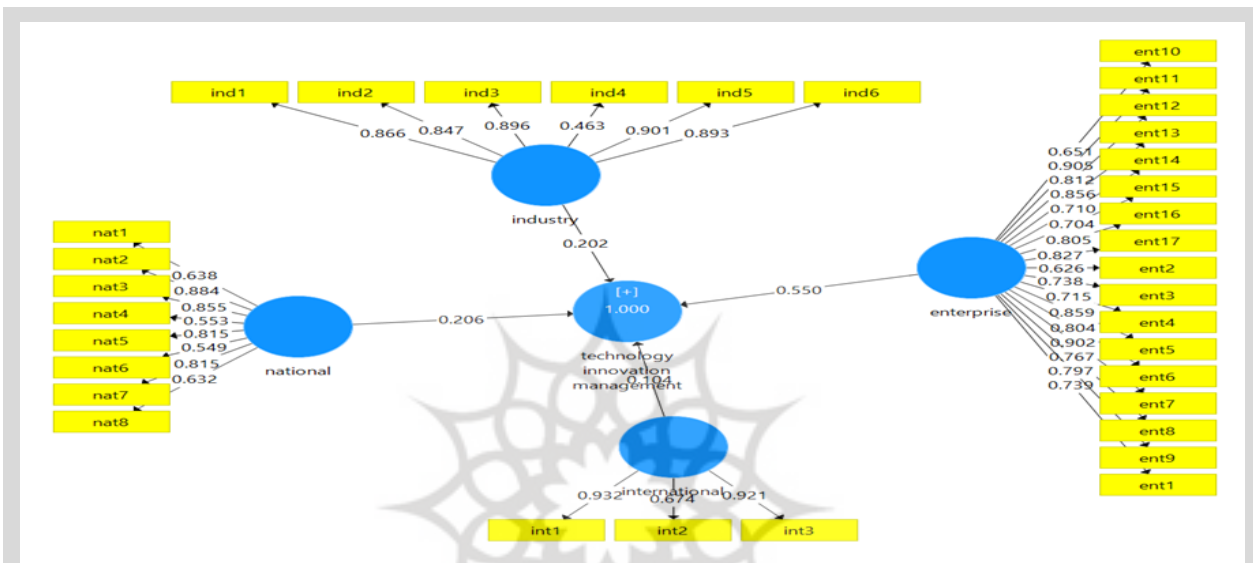 ind1 ind2 ind3 ind4 ind5 ind6
0.866 0.847 0.896 0.463 0.901 0.893
industry
0.202
nat1
nat2
nat3
nat4
nat5
nat6
nat7
nat8
0.638
0.884
0.855
0.553
0.815
0.549
0.815
0.632
national
0.206
[+]
1.000
technology
innovation
management
0.104
0.550
international
0.932 0.674 0.921
int1 int2 int3
enterprise
0.651
0.905
0.812
0.856
0.710
0.704
0.805
0.827
0.626
0.738
0.715
0.859
0.804
0.902
0.767
0.797
0.739
ent10
ent11
ent12
ent13
ent14
ent15
ent16
ent17
ent2
ent3
ent4
ent5
ent6
ent7
ent8
ent9
ent1